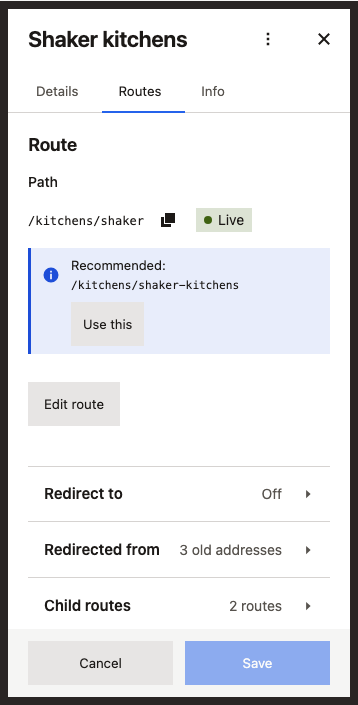 Shaker kitchens
Details Routes Info
Route
Path
/kitchens/shaker Live
Recommended:
/kitchens/shaker-kitchens
Use this
Edit route
Redirect to Off
Redirected from 3 old addresses
Child routes 2 routes
Cancel Save